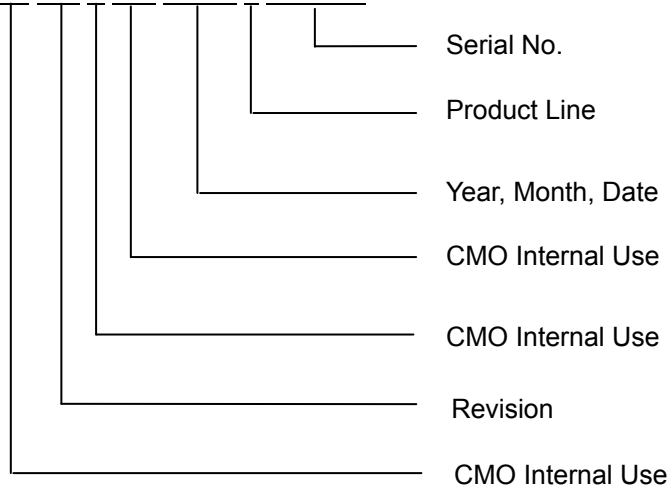 Serial No.
Product Line
Year, Month, Date
CMO Internal Use
CMO Internal Use
Revision
CMO Internal Use